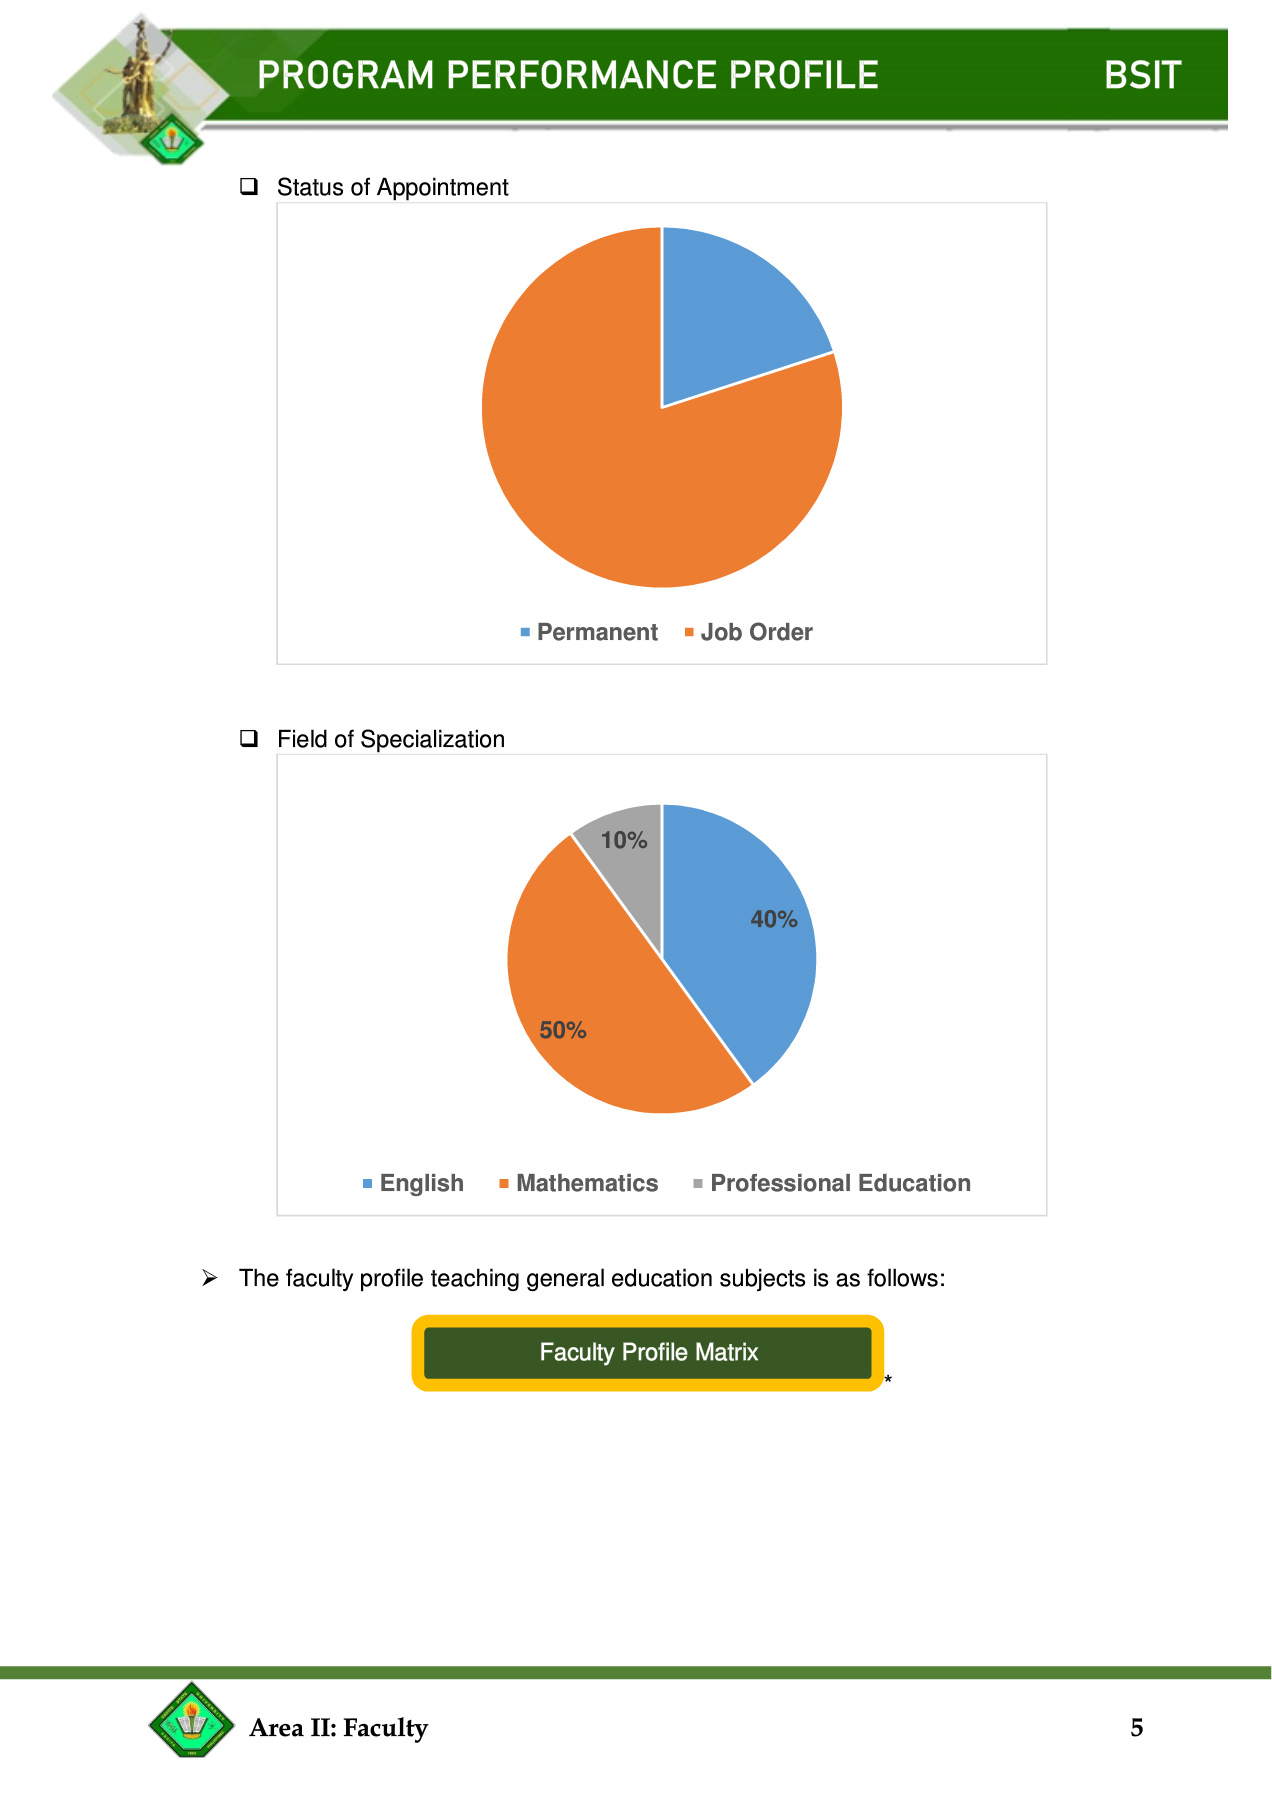 PROGRAM PERFORMANCE PROFILE BSIT
❑ Status of Appointment
Permanent Job Order
❑ Field of Specialization
10%
40%
50%
English Mathematics Professional Education
➢ The faculty profile teaching general education subjects is as follows:
Faculty Profile Matrix
*
Area II: Faculty 5